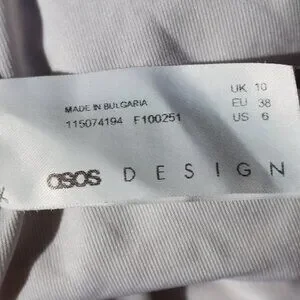 MADE IN BULGARIA
115074194 F100251
UK 10
EU 38
US 6
asos DESIGN